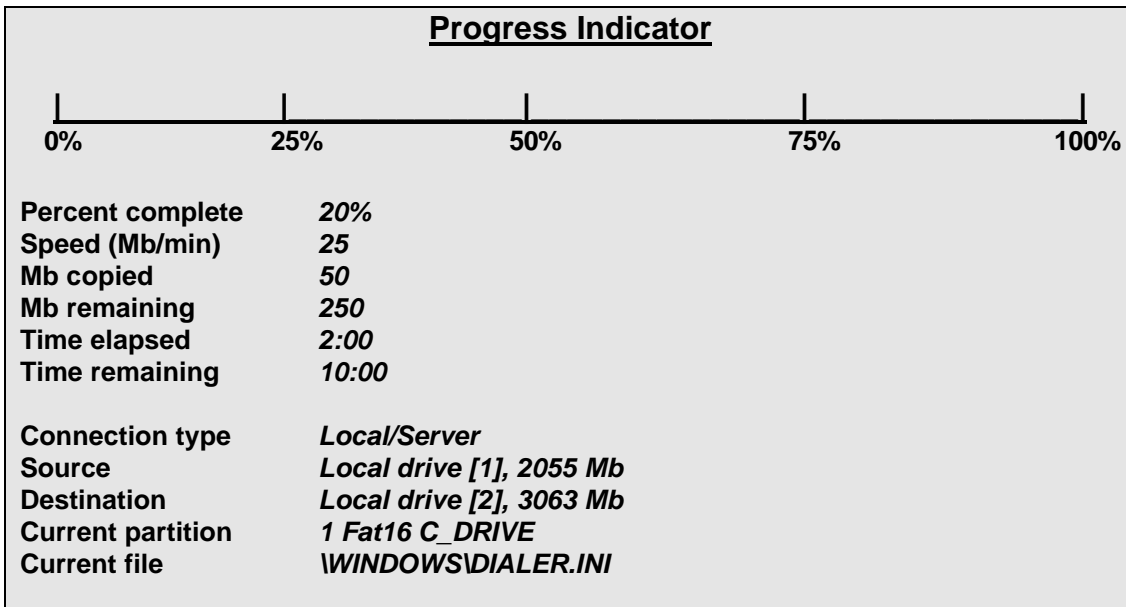 Progress Indicator
0% 25% 50% 75% 100%
Percent complete 20%
Speed (Mb/min) 25
Mb copied 50
Mb remaining 250
Time elapsed 2:00
Time remaining 10:00
Connection type Local/Server
Source Local drive [1], 2055 Mb
Destination Local drive [2], 3063 Mb
Current partition 1 Fat16 C_DRIVE
Current file \WINDOWS\DIALER.INI